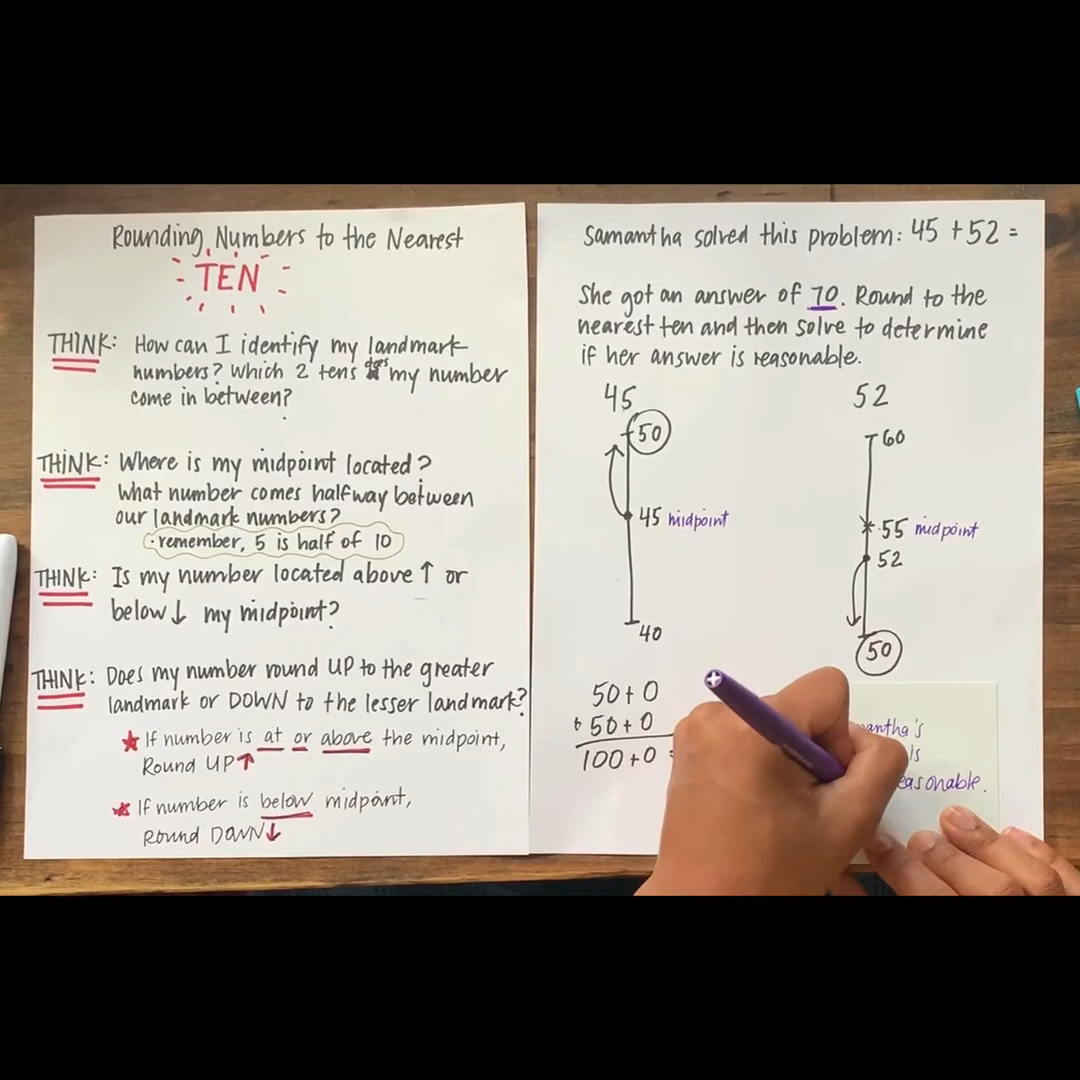 Rounding Numbers to the Nearest
TEN
THINK: How can I identify my landmark
numbers? Which 2 tens does my number
come in between?
THINK: Where is my midpoint located?
What number comes halfway between
our landmark numbers?
· remember, 5 is half of 10
THINK: Is my number located above ↑ or
below ↓ my midpoint?
THINK: Does my number round UP to the greater
landmark or DOWN to the lesser landmark?
★ If number is at or above the midpoint,
Round UP ↑
★ If number is below midpoint,
Round DOWN ↓
Samantha solved this problem: 45 + 52 =
She got an answer of 70. Round to the
nearest ten and then solve to determine
if her answer is reasonable.
45
50
45 midpoint
40
52
60
55 midpoint
52
50
50 + 0
+ 50 + 0
100 + 0
is